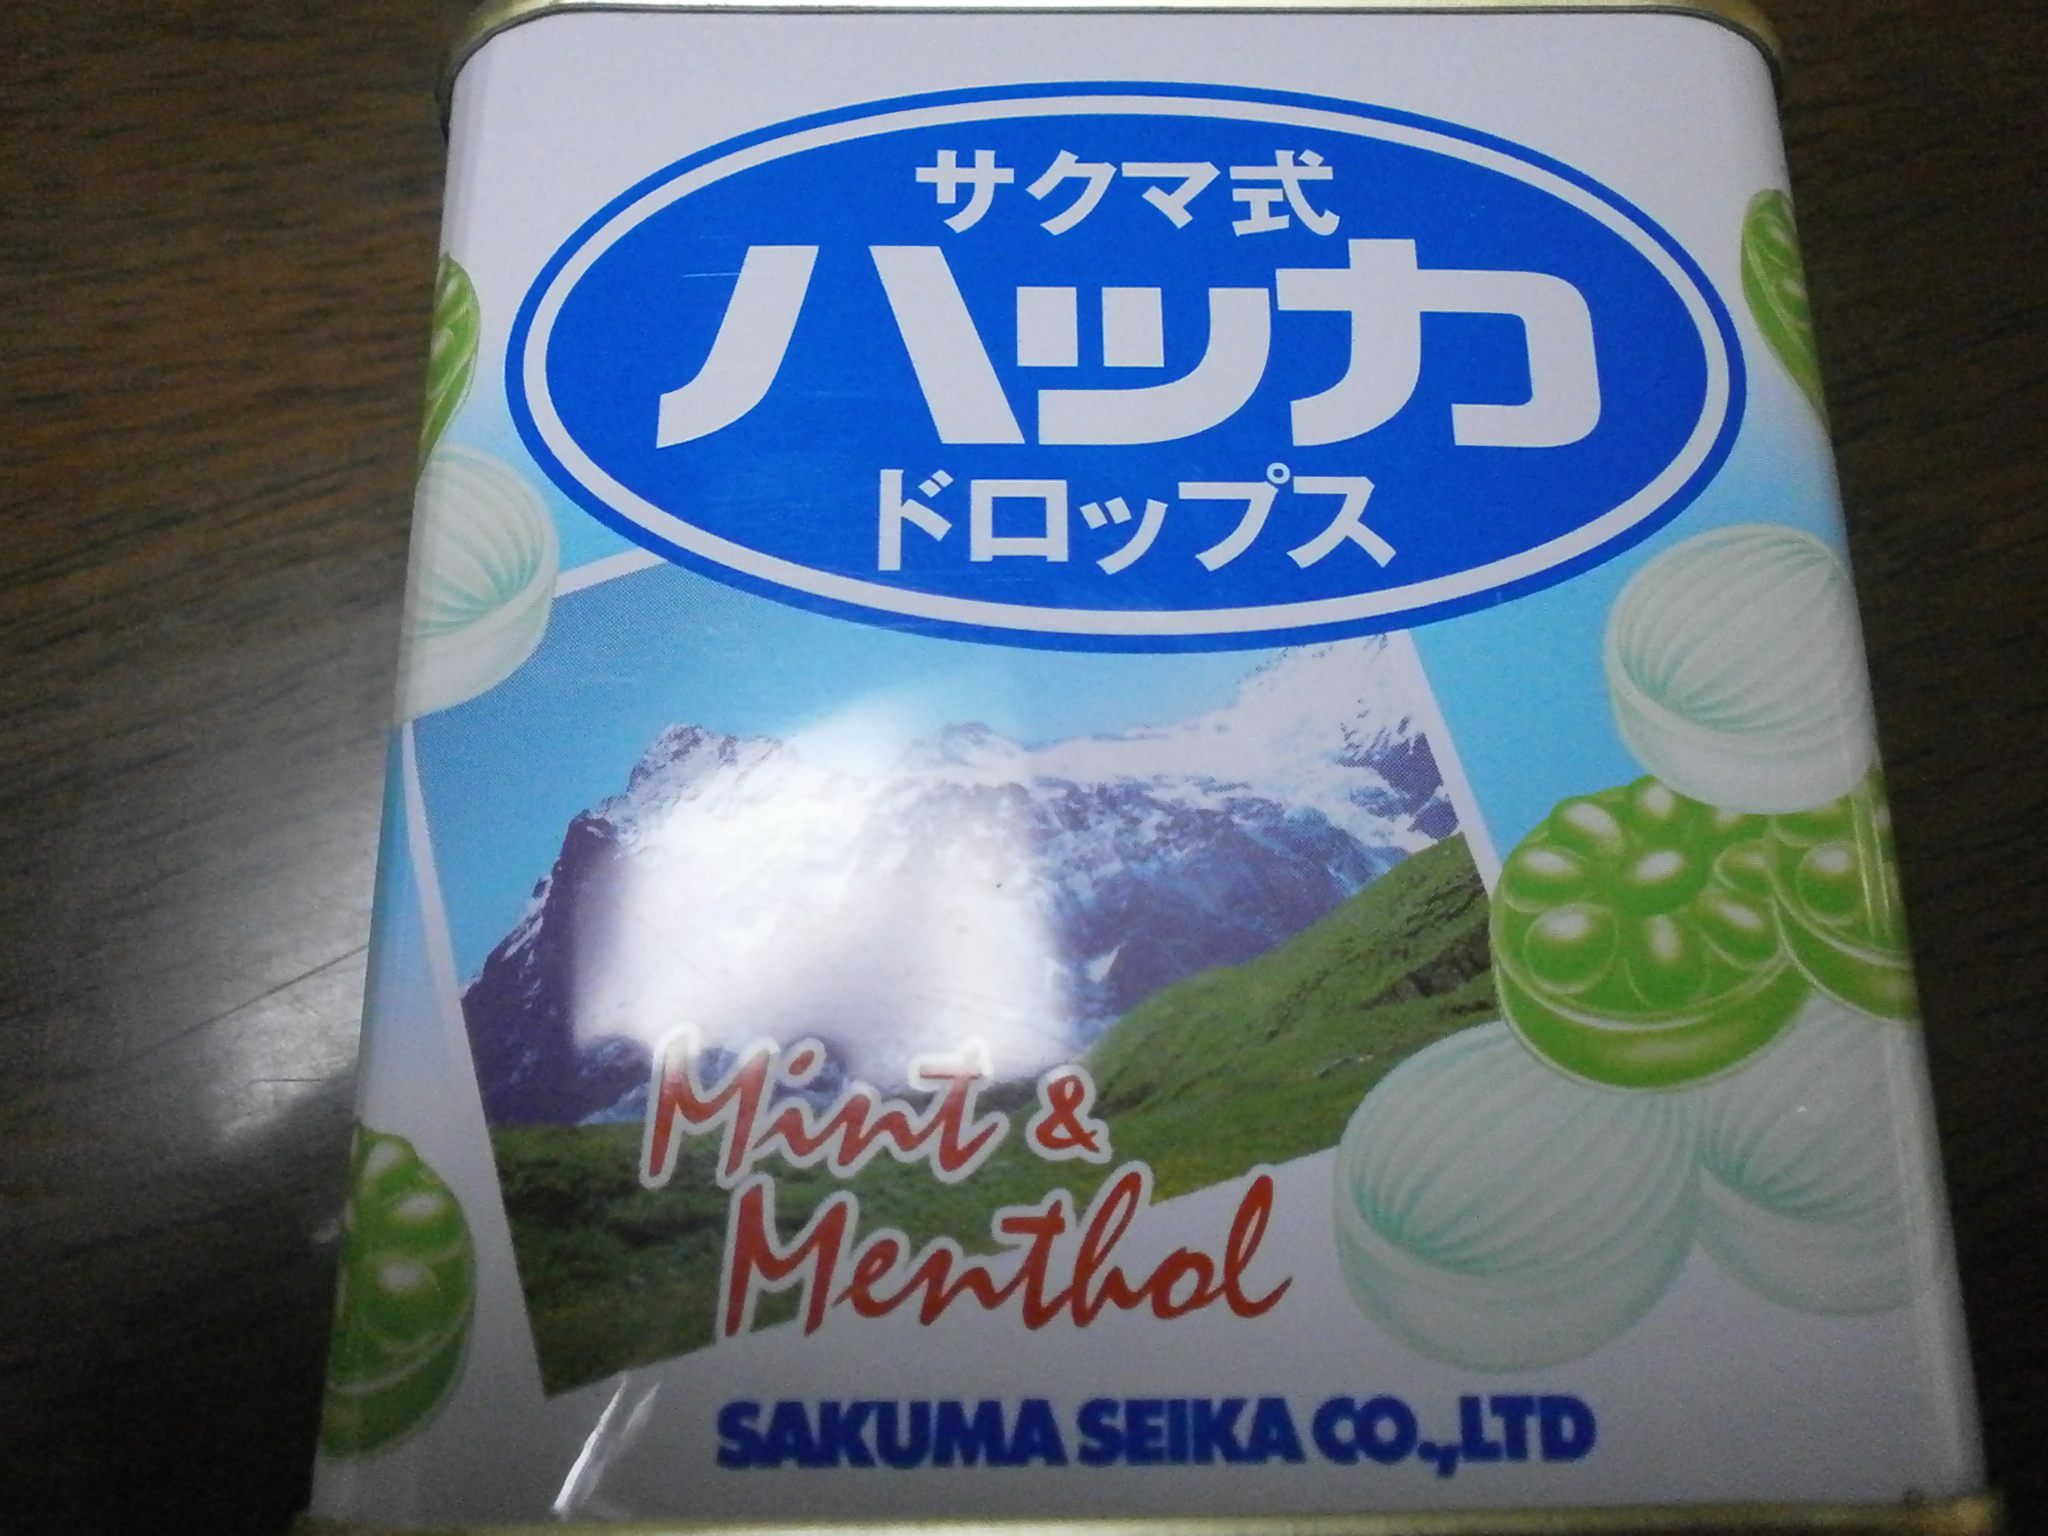 サクマ式
ハッカ
ドロップス
Mint &
Menthol
SAKUMA SEIKA CO.,LTD